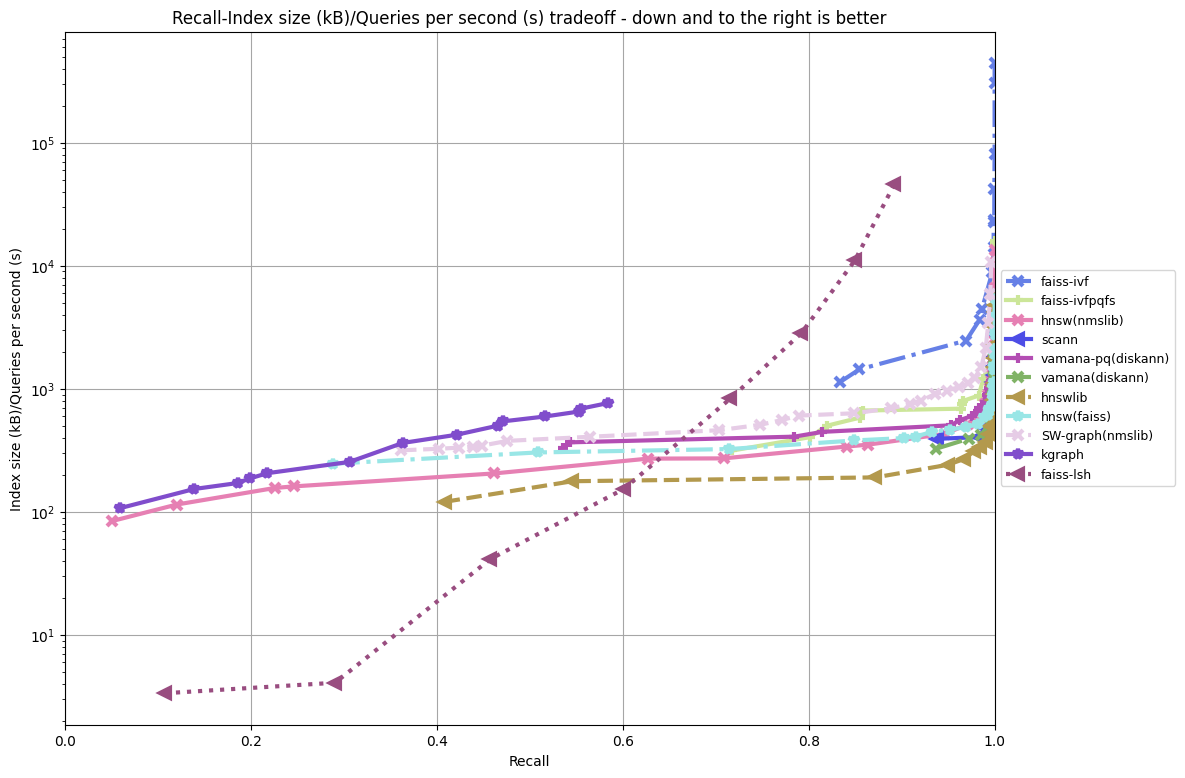 Recall-Index size (kB)/Queries per second (s) tradeoff - down and to the right is better
Index size (kB)/Queries per second (s)
10^5
10^4
10^3
10^2
10^1
0.0 0.2 0.4 0.6 0.8 1.0
Recall
faiss-ivf
faiss-ivfpqfs
hnsw(nmslib)
scann
vamana-pq(diskann)
vamana(diskann)
hnswlib
hnsw(faiss)
SW-graph(nmslib)
kgraph
faiss-lsh